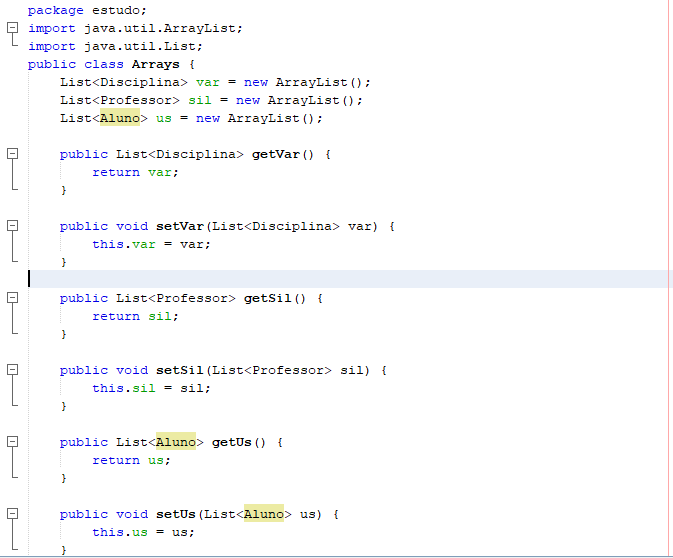 package estudo;
import java.util.ArrayList;
import java.util.List;
public class Arrays {
    List<Disciplina> var = new ArrayList();
    List<Professor> sil = new ArrayList();
    List<Aluno> us = new ArrayList();

    public List<Disciplina> getVar() {
        return var;
    }

    public void setVar(List<Disciplina> var) {
        this.var = var;
    }

    public List<Professor> getSil() {
        return sil;
    }

    public void setSil(List<Professor> sil) {
        this.sil = sil;
    }

    public List<Aluno> getUs() {
        return us;
    }

    public void setUs(List<Aluno> us) {
        this.us = us;
    }